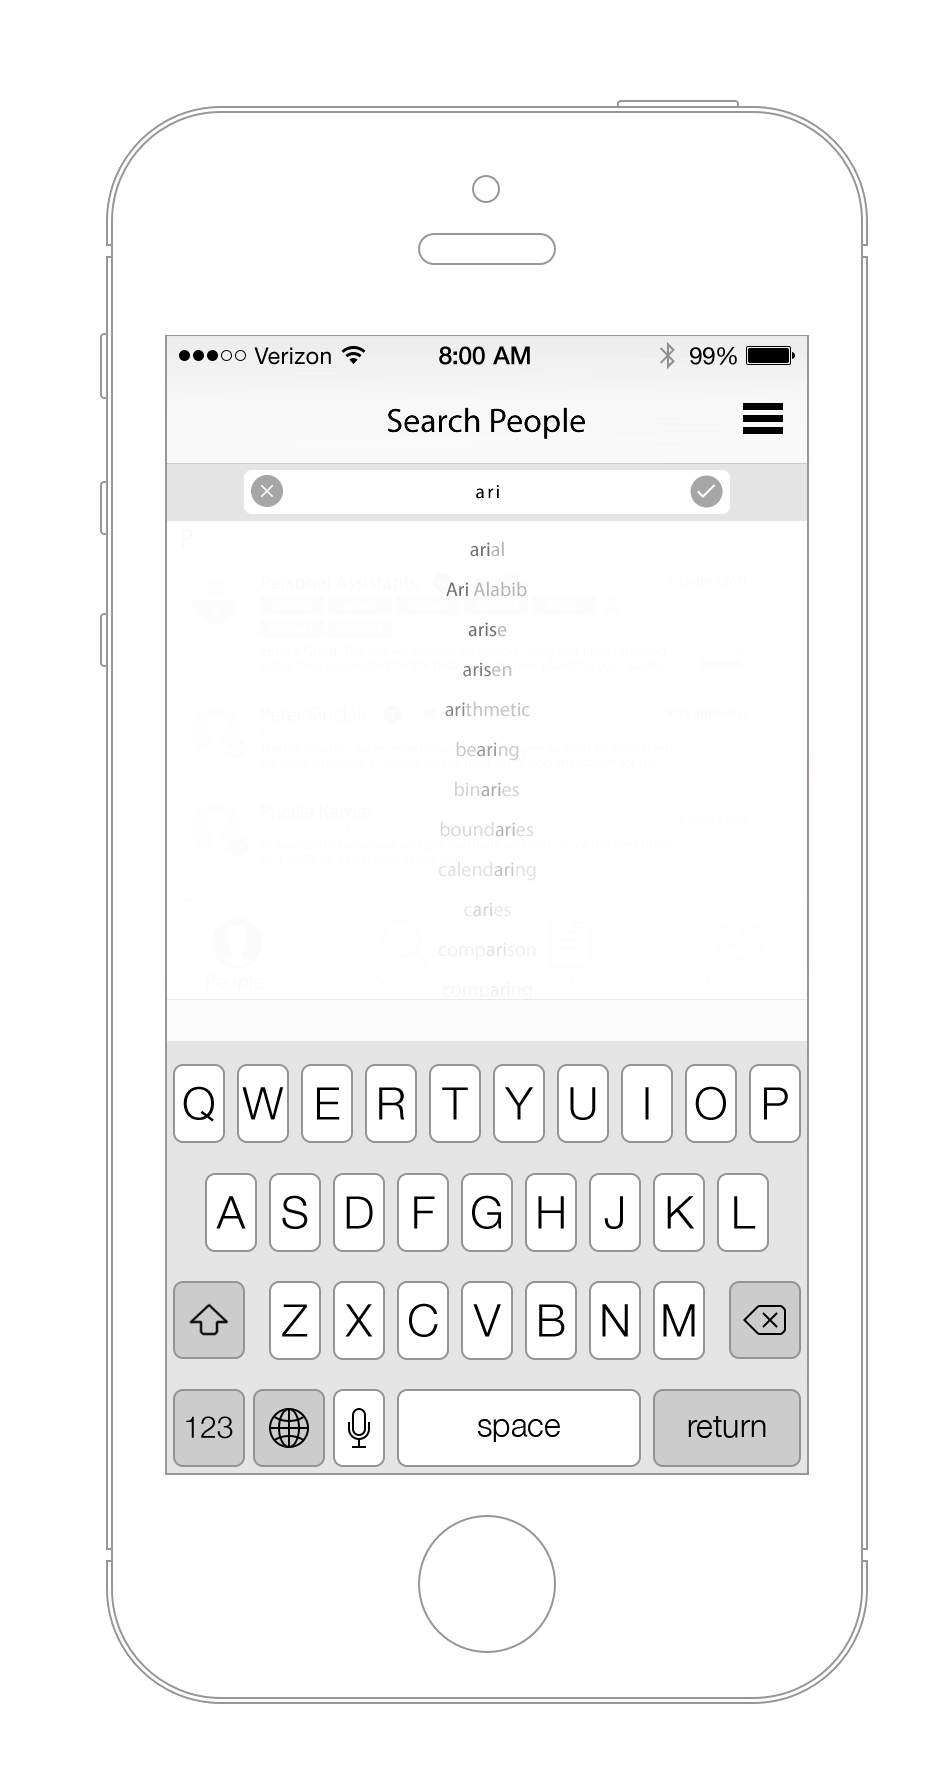 Verizon 8:00 AM 99%
Search People
ari
P
arial
Personal Assistants
Ari Alabib
arise
arisen
arithmetic
Peter Sinclair
bearing
binaries
Pricilla Karner
boundaries
calendaring
caries
comparison
People
comparing
Q W E R T Y U I O P
A S D F G H J K L
Z X C V B N M
123 space return